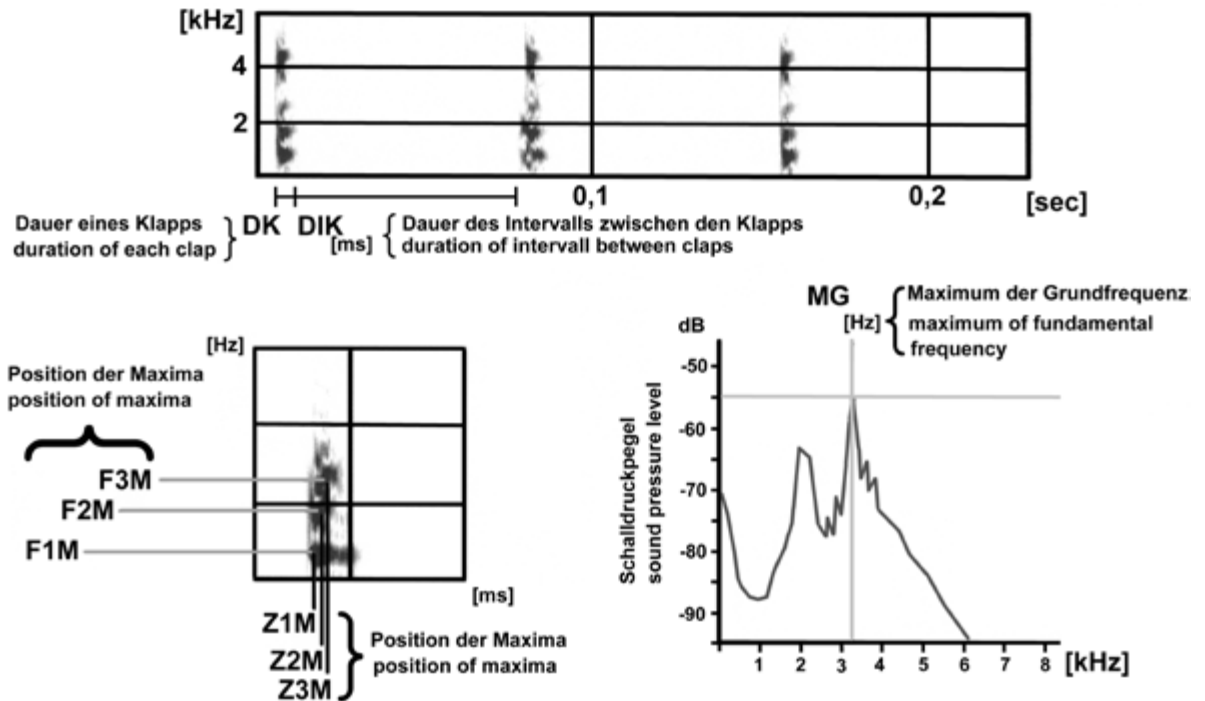 [kHz]
4
2
0,1
0,2
[sec]
Dauer eines Klapps
duration of each clap
DK
DIK
[ms]
Dauer des Intervalls zwischen den Klapps
duration of intervall between claps
[Hz]
Position der Maxima
position of maxima
F3M
F2M
F1M
[ms]
Z1M
Z2M
Z3M
Position der Maxima
position of maxima
MG
[Hz]
Maximum der Grundfrequenz
maximum of fundamental
frequency
dB
-50
-60
-70
-80
-90
Schalldruckpegel
sound pressure level
1 2 3 4 5 6 7 8 [kHz]